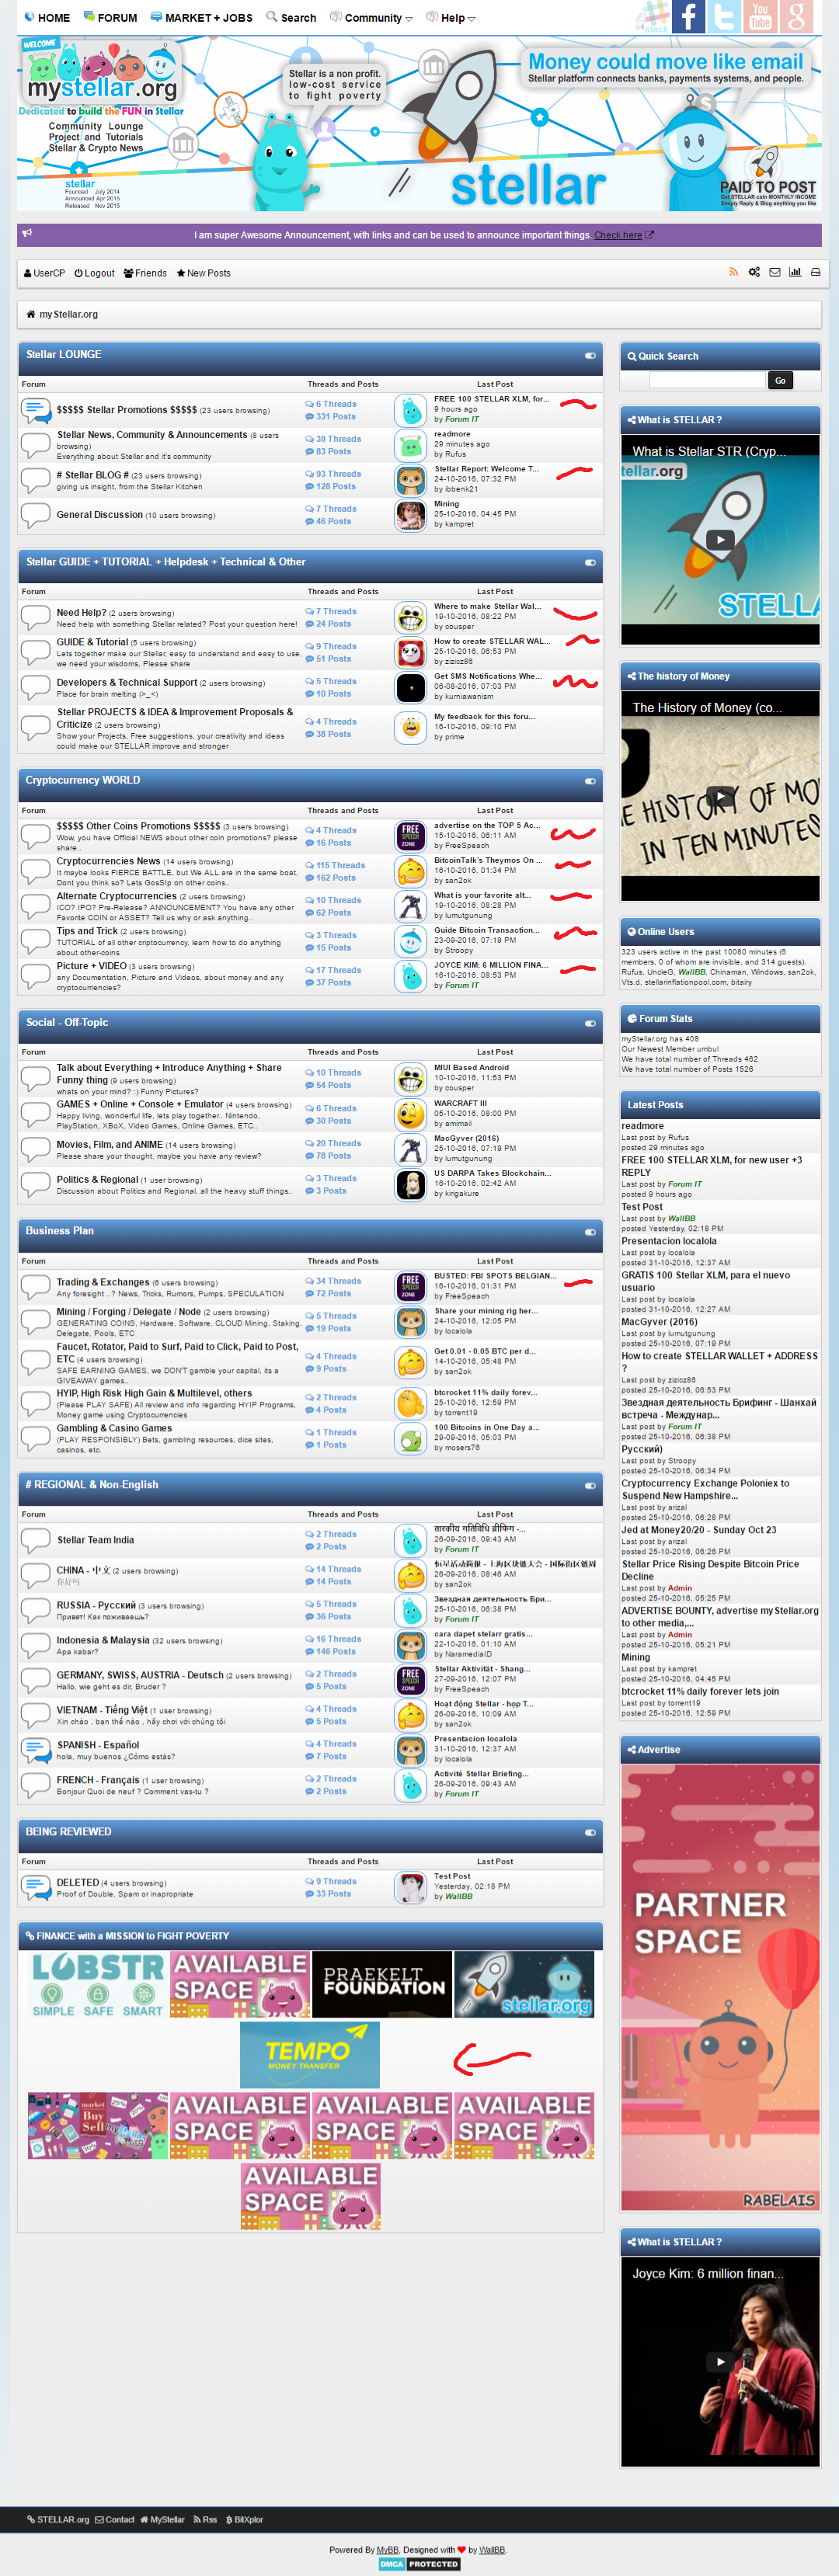 HOME FORUM MARKET + JOBS Search Community Help
slack
You Tube
WELCOME
mystellar.org
Dedicated to build the FUN in Stellar
Community Lounge
Project and Tutorials
Stellar & Crypto News
stellar
Founded July 2014
Announced Apr 2015
Released Nov 2015
Stellar is a non profit.
low-cost service
to fight poverty
Money could move like email
Stellar platform connects banks, payments systems, and people.
stellar
PAID TO POST
Get STELLAR coin MONTHLY INCOME
Simply Reply & Blog anything you like
I am super Awesome Announcement, with links and can be used to announce important things. Check here
UserCP Logout Friends New Posts
myStellar.org
Stellar LOUNGE
Forum Threads and Posts Last Post
$$$$$ Stellar Promotions $$$$$ (23 users browsing)
6 Threads
331 Posts
FREE 100 STELLAR XLM, for...
9 hours ago
by Forum IT
Stellar News, Community & Announcements (8 users browsing)
Everything about Stellar and it's community
39 Threads
83 Posts
readmore
29 minutes ago
by Rufus
# Stellar BLOG # (23 users browsing)
giving us insight, from the Stellar Kitchen
93 Threads
128 Posts
Stellar Report: Welcome T...
24-10-2016, 07:32 PM
by ibbenk21
General Discussion (10 users browsing)
7 Threads
46 Posts
Mining
25-10-2016, 04:45 PM
by kampret
Stellar GUIDE + TUTORIAL + Helpdesk + Technical & Other
Forum Threads and Posts Last Post
Need Help? (2 users browsing)
Need help with something Stellar related? Post your question here!
7 Threads
24 Posts
Where to make Stellar Wal...
19-10-2016, 08:22 PM
by cousper
GUIDE & Tutorial (5 users browsing)
Lets together make our Stellar, easy to understand and easy to use, we need your wisdoms, Please share
9 Threads
51 Posts
How to create STELLAR WAL...
25-10-2016, 06:53 PM
by zizicz86
Developers & Technical Support (2 users browsing)
Place for brain melting (>_<)
5 Threads
10 Posts
Get SMS Notifications Whe...
06-08-2016, 07:03 PM
by kurniawanism
Stellar PROJECTS & IDEA & Improvement Proposals & Criticize (2 users browsing)
Show your Projects, Free suggestions, your creativity and ideas could make our STELLAR improve and stronger
4 Threads
38 Posts
My feedback for this foru...
16-10-2016, 09:10 PM
by prime
Cryptocurrency WORLD
Forum Threads and Posts Last Post
$$$$$ Other Coins Promotions $$$$$ (3 users browsing)
Wow, you have Official NEWS about other coin promotions? please share..
4 Threads
16 Posts
FREE SPEECH ZONE
advertise on the TOP 5 Ac...
15-10-2016, 06:11 AM
by FreeSpeach
Cryptocurrencies News (14 users browsing)
It maybe looks FIERCE BATTLE, but We ALL are in the same boat, Dont you think so? Lets GosSip on other coins..
115 Threads
162 Posts
BitcoinTalk's Theymos On ...
16-10-2016, 01:34 PM
by san2ok
Alternate Cryptocurrencies (2 users browsing)
ICO? IPO? Pre-Release? ANNOUNCEMENT? You have any other Favorite COIN or ASSET? Tell us why or ask anything..
10 Threads
62 Posts
What is your favorite alt...
19-10-2016, 08:28 PM
by lumutgunung
Tips and Trick (2 users browsing)
TUTORIAL of all other criptocurrency, learn how to do anything about other-coins
3 Threads
15 Posts
Guide Bitcoin Transaction...
23-09-2016, 07:19 PM
by Stroopy
Picture + VIDEO (3 users browsing)
any Documentation, Picture and Videos, about money and any cryptocurriencies?
17 Threads
37 Posts
JOYCE KIM: 6 MILLION FINA...
16-10-2016, 08:53 PM
by Forum IT
Social - Off-Topic
Forum Threads and Posts Last Post
Talk about Everything + Introduce Anything + Share Funny thing (9 users browsing)
whats on your mind? :) Funny Pictures?
10 Threads
54 Posts
MIUI Based Android
10-10-2016, 11:53 PM
by cousper
GAMES + Online + Console + Emulator (4 users browsing)
Happy living, wonderful life, lets play together.. Nintendo, PlayStation, XBoX, Video Games, Online Games, ETC..
6 Threads
30 Posts
WARCRAFT III
05-10-2016, 08:00 PM
by amimail
Movies, Film, and ANIME (14 users browsing)
Please share your thought, maybe you have any review?
20 Threads
78 Posts
MacGyver (2016)
25-10-2016, 07:19 PM
by lumutgunung
Politics & Regional (1 user browsing)
Discussion about Politics and Regional, all the heavy stuff things..
3 Threads
3 Posts
US DARPA Takes Blockchain...
16-10-2016, 02:42 AM
by kirigakure
Business Plan
Forum Threads and Posts Last Post
Trading & Exchanges (6 users browsing)
Any foresight ..? News, Tricks, Rumors, Pumps, SPECULATION
34 Threads
72 Posts
FREE SPEECH ZONE
BUSTED: FBI SPOTS BELGIAN...
16-10-2016, 01:31 PM
by FreeSpeach
Mining / Forging / Delegate / Node (2 users browsing)
GENERATING COINS, Hardware, Software, CLOUD Mining, Staking, Delegate, Pools, ETC
5 Threads
19 Posts
Share your mining rig her...
24-10-2016, 12:05 PM
by localola
Faucet, Rotator, Paid to Surf, Paid to Click, Paid to Post, ETC (4 users browsing)
SAFE EARNING GAMES, we DON'T gamble your capital, its a GIVEAWAY games..
4 Threads
9 Posts
Get 0.01 - 0.05 BTC per d...
14-10-2016, 05:48 PM
by san2ok
HYIP, High Risk High Gain & Multilevel, others
(Please PLAY SAFE) All review and info regarding HYIP Programs, Money game using Cryptocurrencies
2 Threads
4 Posts
btcrocket 11% daily forev...
25-10-2016, 12:59 PM
by torrent19
Gambling & Casino Games
(PLAY RESPONSIBLY) Bets, gambling resources, dice sites, casinos, etc.
1 Threads
1 Posts
100 Bitcoins in One Day a...
29-09-2016, 05:03 PM
by mosers76
# REGIONAL & Non-English
Forum Threads and Posts Last Post
Stellar Team India
2 Threads
2 Posts
तारकीय गतिविधि ब्रीफिंग -...
26-09-2016, 09:43 AM
by Forum IT
CHINA - 中文 (2 users browsing)
你好吗
14 Threads
14 Posts
恒星活动简报 - 上海区块链大会 - 国际街区链周
26-09-2016, 08:46 AM
by san2ok
RUSSIA - Русский (3 users browsing)
Привет! Как поживаешь?
5 Threads
36 Posts
Звездная деятельность Бри...
25-10-2016, 06:38 PM
by Forum IT
Indonesia & Malaysia (32 users browsing)
Apa kabar?
16 Threads
146 Posts
cara dapet stelarr gratis...
22-10-2016, 01:10 AM
by NaramediaID
GERMANY, SWISS, AUSTRIA - Deutsch (2 users browsing)
Hallo, wie geht es dir, Bruder ?
2 Threads
5 Posts
Stellar Aktivität - Shang...
27-09-2016, 12:07 PM
by FreeSpeach
VIETNAM - Tiếng Việt (1 user browsing)
Xin chào , bạn thế nào , hãy chơi với chúng tôi
4 Threads
5 Posts
Hoạt động Stellar - họp T...
26-09-2016, 10:09 AM
by san2ok
SPANISH - Español
hola, muy buenos ¿Cómo estás?
4 Threads
7 Posts
Presentacion localola
31-10-2016, 12:37 AM
by localola
FRENCH - Français (1 user browsing)
Bonjour Quoi de neuf ? Comment vas-tu ?
2 Threads
2 Posts
Activité Stellar Briefing...
26-09-2016, 09:43 AM
by Forum IT
BEING REVIEWED
Forum Threads and Posts Last Post
DELETED (4 users browsing)
Proof of Double, Spam or inapropriate
9 Threads
33 Posts
Test Post
Yesterday, 02:18 PM
by WallBB
FINANCE with a MISSION to FIGHT POVERTY
LOBSTR
SIMPLE SAFE SMART
AVAILABLE SPACE
PRAEKELT FOUNDATION
stellar.org
TEMPO
MONEY TRANSFER
market
Buy
Sell
AVAILABLE SPACE
AVAILABLE SPACE
AVAILABLE SPACE
AVAILABLE SPACE
Quick Search
Go
What is STELLAR ?
What is Stellar STR (Cryp...
stellar.org
STELL
The history of Money
The History of Money (co...
E HISTORY OF MO
IN TEN MINUTES
Online Users
323 users active in the past 10080 minutes (6 members, 0 of whom are invisible, and 314 guests).
Rufus, UncleG, WallBB, Chinaman, Windows, san2ok, Vts.d, stellarinflationpool.com, bitairy
Forum Stats
myStellar.org has 408
Our Newest Member umbul
We have total number of Threads 462
We have total number of Posts 1526
Latest Posts
readmore
Last post by Rufus
posted 29 minutes ago
FREE 100 STELLAR XLM, for new user +3 REPLY
Last post by Forum IT
posted 9 hours ago
Test Post
Last post by WallBB
posted Yesterday, 02:18 PM
Presentacion localola
Last post by localola
posted 31-10-2016, 12:37 AM
GRATIS 100 Stellar XLM, para el nuevo usuario
Last post by localola
posted 31-10-2016, 12:27 AM
MacGyver (2016)
Last post by lumutgunung
posted 25-10-2016, 07:19 PM
How to create STELLAR WALLET + ADDRESS ?
Last post by zizicz86
posted 25-10-2016, 06:53 PM
Звездная деятельность Брифинг - Шанхай встреча - Междунар...
Last post by Forum IT
posted 25-10-2016, 06:38 PM
Русский)
Last post by Stroopy
posted 25-10-2016, 06:34 PM
Cryptocurrency Exchange Poloniex to Suspend New Hampshire...
Last post by arizal
posted 25-10-2016, 06:28 PM
Jed at Money20/20 - Sunday Oct 23
Last post by arizal
posted 25-10-2016, 06:26 PM
Stellar Price Rising Despite Bitcoin Price Decline
Last post by Admin
posted 25-10-2016, 05:25 PM
ADVERTISE BOUNTY, advertise myStellar.org to other media,...
Last post by Admin
posted 25-10-2016, 05:21 PM
Mining
Last post by kampret
posted 25-10-2016, 04:45 PM
btcrocket 11% daily forever lets join
Last post by torrent19
posted 25-10-2016, 12:59 PM
Advertise
PARTNER
SPACE
RABELAIS
What is STELLAR ?
Joyce Kim: 6 million finan...
STELLAR.org Contact MyStellar Rss BitXplor
Powered By MyBB, Designed with ❤ by WallBB.
DMCA PROTECTED